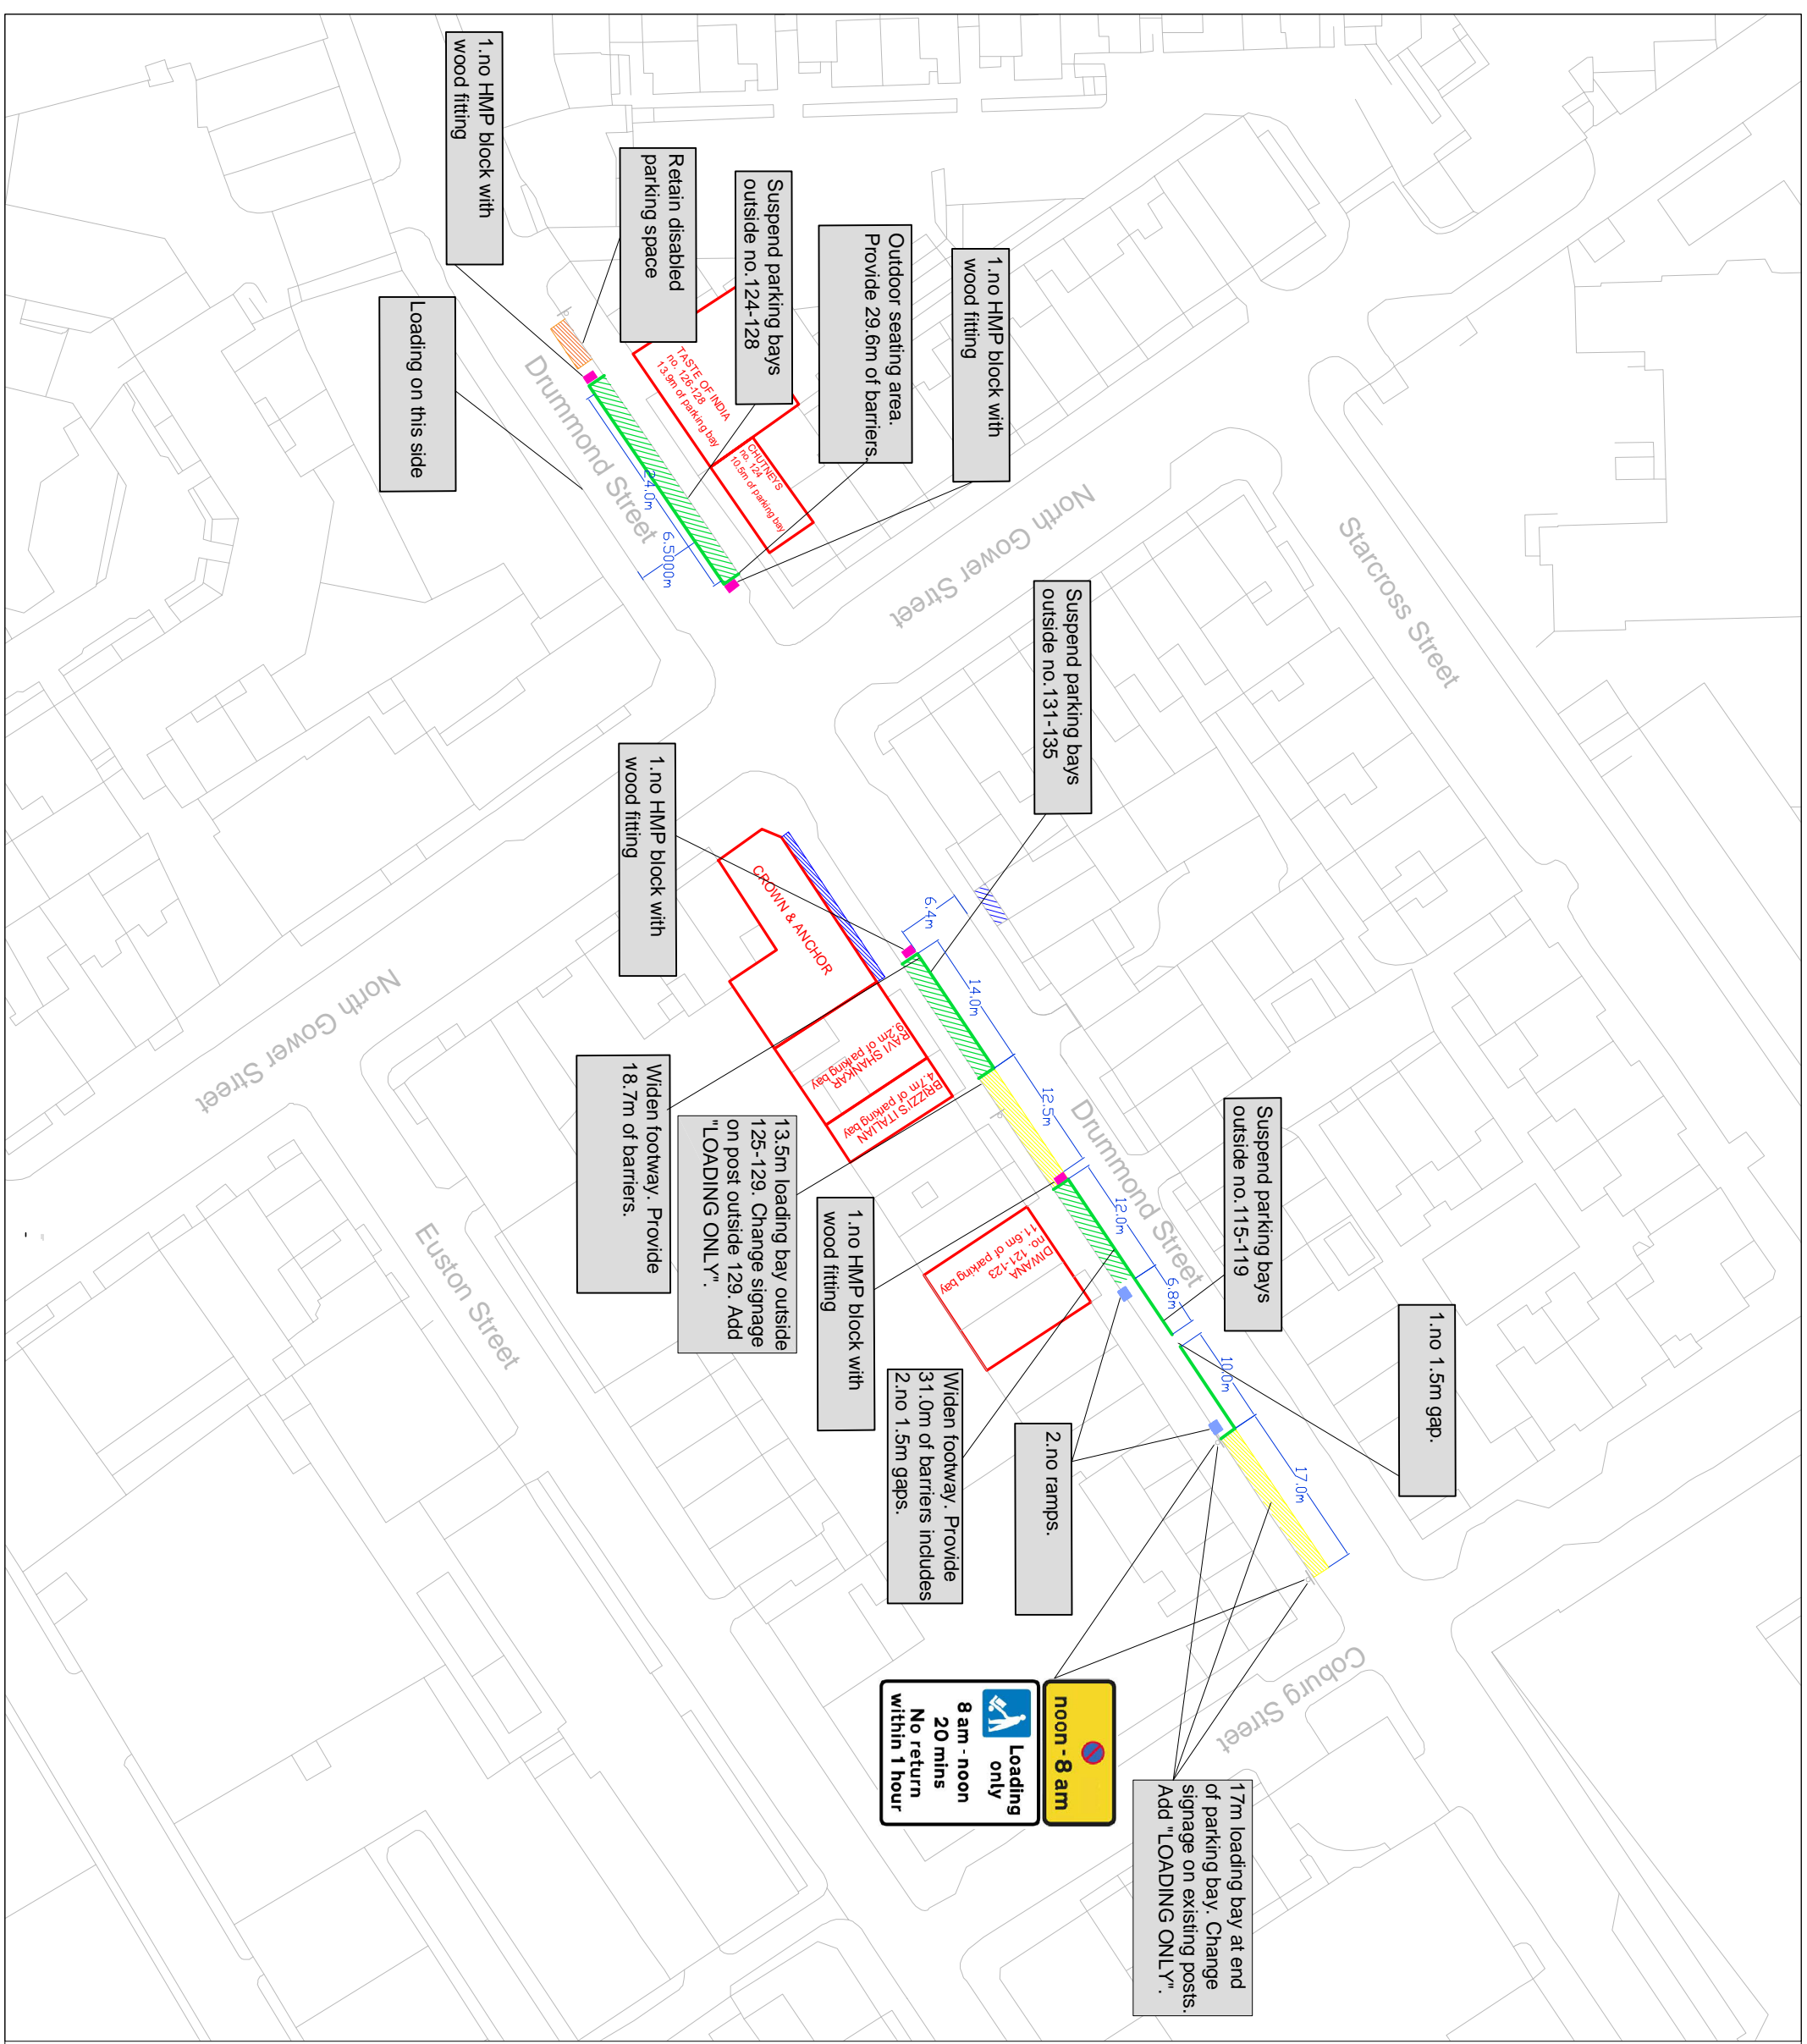 1.no HMP block with
wood fitting
Loading on this side
Retain disabled
parking space
Suspend parking bays
outside no.124-128
Outdoor seating area.
Provide 29.6m of barriers.
1.no HMP block with
wood fitting
TASTE OF INDIA
no. 126-128
13.9m of parking bay
CHUTNEYS
no. 124
10.5m of parking bay
Drummond Street
24.0m
6.5000m
North Gower Street
Starcross Street
Suspend parking bays
outside no.131-135
1.no HMP block with
wood fitting
CROWN & ANCHOR
6.4m
14.0m
12.5m
RAVI SHANKAR
9.2m of parking bay
BRIZZI'S ITALIAN
4.7m of parking bay
Widen footway. Provide
18.7m of barriers.
13.5m loading bay outside
125-129. Change signage
on post outside 129. Add
"LOADING ONLY".
1.no HMP block with
wood fitting
North Gower Street
Euston Street
Drummond Street
Suspend parking bays
outside no.115-119
12.0m
6.8m
10.0m
17.0m
DIWANA
no. 121-123
11.6m of parking bay
Widen footway. Provide
31.0m of barriers includes
2.no 1.5m gaps.
2.no ramps.
1.no 1.5m gap.
Coburg Street
noon - 8 am
Loading
only
8 am - noon
20 mins
No return
within 1 hour
17m loading bay at end
of parking bay. Change
signage on existing posts.
Add "LOADING ONLY".